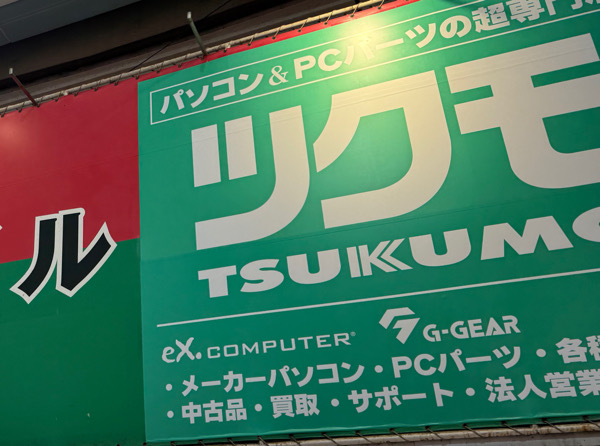 パソコン&PCパーツの超専門
ツクモ
TSUKUMO
eX.COMPUTER® G-GEAR
・メーカーパソコン・PCパーツ・各種
・中古品・買取・サポート・法人営業
ル